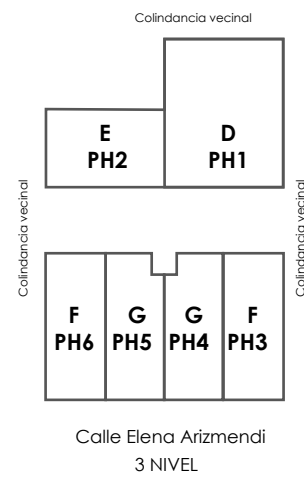 Colindancia vecinal
E
PH2
D
PH1
Colindancia vecinal
Colindancia vecinal
F
PH6
G
PH5
G
PH4
F
PH3
Calle Elena Arizmendi
3 NIVEL